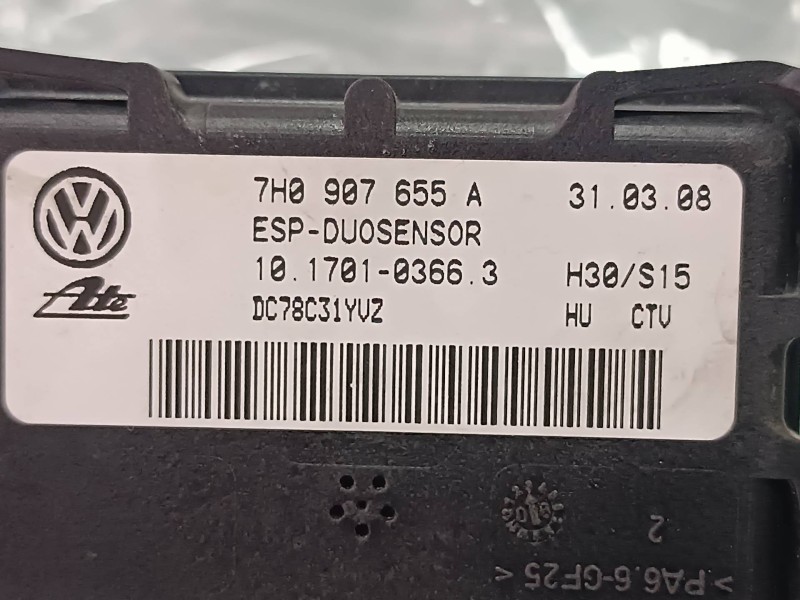 7H0 907 655 A 31.03.08
ESP-DUOSENSOR
10.1701-0366.3 H30/S15
Ate
DC78C31YVZ HU CTV
2
>PA6.6-GF25<